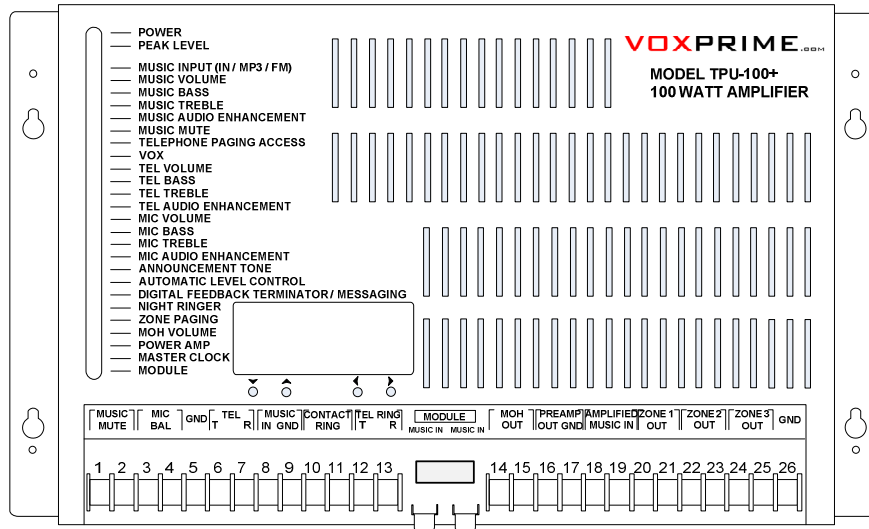 POWER
PEAK LEVEL
MUSIC INPUT (IN / MP3 / FM)
MUSIC VOLUME
MUSIC BASS
MUSIC TREBLE
MUSIC AUDIO ENHANCEMENT
MUSIC MUTE
TELEPHONE PAGING ACCESS
VOX
TEL VOLUME
TEL BASS
TEL TREBLE
TEL AUDIO ENHANCEMENT
MIC VOLUME
MIC BASS
MIC TREBLE
MIC AUDIO ENHANCEMENT
ANNOUNCEMENT TONE
AUTOMATIC LEVEL CONTROL
DIGITAL FEEDBACK TERMINATOR / MESSAGING
NIGHT RINGER
ZONE PAGING
MOH VOLUME
POWER AMP
MASTER CLOCK
MODULE
VOXPRIME.COM
MODEL TPU-100+
100 WATT AMPLIFIER
MUSIC MIC GND TEL MUSIC CONTACT TEL RING MODULE MOH PREAMP AMPLIFIED ZONE 1 ZONE 2 ZONE 3 GND
MUTE BAL T R IN GND RING T R MUSIC IN MUSIC IN OUT OUT GND MUSIC IN OUT OUT OUT
1 2 3 4 5 6 7 8 9 10 11 12 13 14 15 16 17 18 19 20 21 22 23 24 25 26